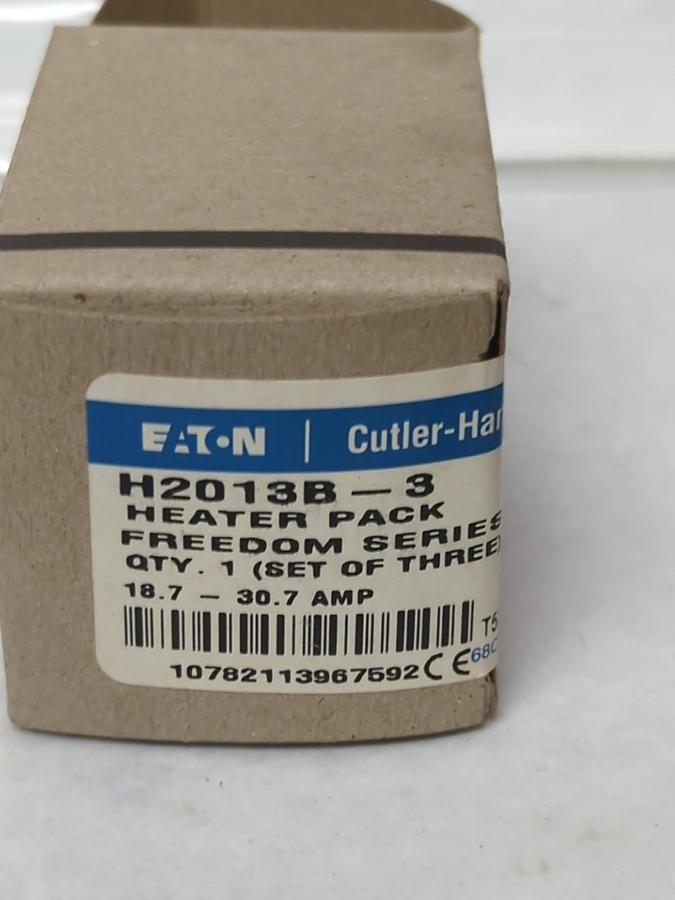 EATON | Cutler-Har
H2013B — 3
HEATER PACK
FREEDOM SERIES
QTY. 1 (SET OF THREE)
18.7 — 30.7 AMP
T5
10782113967592 CE 68C